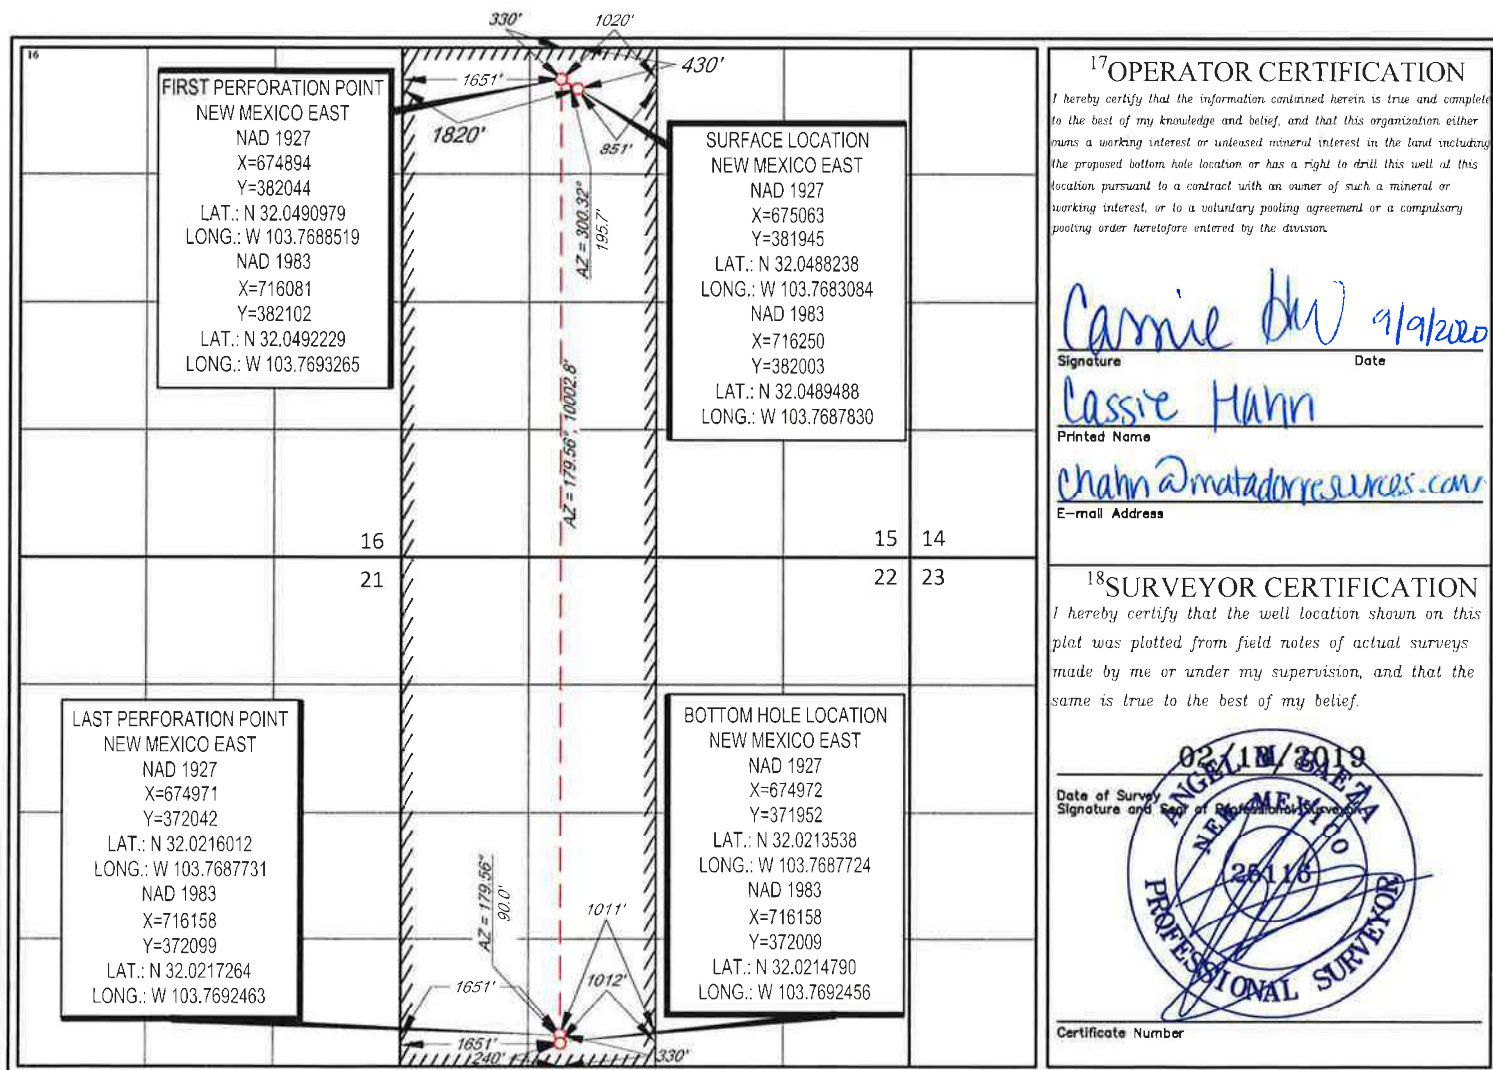 330'
1020'
16
1651'
430'
1820'
851'
AZ = 300.32°
195.7'
FIRST PERFORATION POINT
NEW MEXICO EAST
NAD 1927
X=674894
Y=382044
LAT.: N 32.0490979
LONG.: W 103.7688519
NAD 1983
X=716081
Y=382102
LAT.: N 32.0492229
LONG.: W 103.7693265
SURFACE LOCATION
NEW MEXICO EAST
NAD 1927
X=675063
Y=381945
LAT.: N 32.0488238
LONG.: W 103.7683084
NAD 1983
X=716250
Y=382003
LAT.: N 32.0489488
LONG.: W 103.7687830
AZ = 179.56°, 10002.8'
16
15
14
21
22
23
LAST PERFORATION POINT
NEW MEXICO EAST
NAD 1927
X=674971
Y=372042
LAT.: N 32.0216012
LONG.: W 103.7687731
NAD 1983
X=716158
Y=372099
LAT.: N 32.0217264
LONG.: W 103.7692463
BOTTOM HOLE LOCATION
NEW MEXICO EAST
NAD 1927
X=674972
Y=371952
LAT.: N 32.0213538
LONG.: W 103.7687724
NAD 1983
X=716158
Y=372009
LAT.: N 32.0214790
LONG.: W 103.7692456
AZ = 179.56°
90.0'
1011'
1651'
1012'
1651'
240'
330'
17 OPERATOR CERTIFICATION
I hereby certify that the information contained herein is true and complete
to the best of my knowledge and belief, and that this organization either
owns a working interest or unleased mineral interest in the land including
the proposed bottom hole location or has a right to drill this well at this
location pursuant to a contract with an owner of such a mineral or
working interest, or to a voluntary pooling agreement or a compulsory
pooling order heretofore entered by the division.
Cassie 9/9/2020
Signature Date
Cassie Hahn
Printed Name
chahn@matadorresources.com
E-mail Address
18 SURVEYOR CERTIFICATION
I hereby certify that the well location shown on this
plat was plotted from field notes of actual surveys
made by me or under my supervision, and that the
same is true to the best of my belief.
Date of Survey
Signature and Seal of Professional Surveyor
ANGEL M. BAEZA
NEW MEXICO
25116
PROFESSIONAL SURVEYOR
Certificate Number